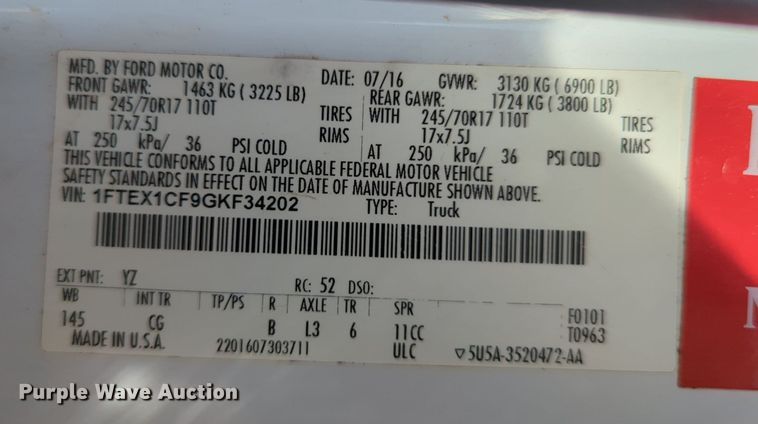 MFD. BY FORD MOTOR CO. DATE: 07/16 GVWR: 3130 KG ( 6900 LB)
FRONT GAWR: 1463 KG ( 3225 LB) REAR GAWR: 1724 KG ( 3800 LB)
WITH 245/70R17 110T TIRES WITH 245/70R17 110T TIRES
17x7.5J RIMS 17x7.5J RIMS
AT 250 kPa/ 36 PSI COLD AT 250 kPa/ 36 PSI COLD
THIS VEHICLE CONFORMS TO ALL APPLICABLE FEDERAL MOTOR VEHICLE
SAFETY STANDARDS IN EFFECT ON THE DATE OF MANUFACTURE SHOWN ABOVE.
VIN: 1FTEX1CF9GKF34202 TYPE: Truck
EXT PNT: YZ RC: 52 DSO:
WB INT TR TP/PS R AXLE TR SPR F0101
145 CG B L3 6 11CC T0963
MADE IN U.S.A. 2201607303711 ULC ▽5U5A-3520472-AA
Purple Wave Auction